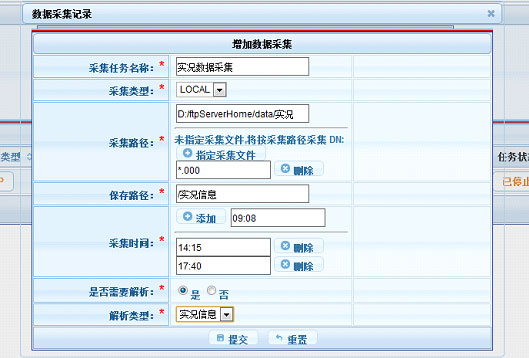 数据采集记录
增加数据采集
采集任务名称：* 实况数据采集
采集类型：* LOCAL
D:/ftpServerHome/data/实况
采集路径：* 未指定采集文件,将按采集路径采集 DN:
指定采集文件
*.000 删除
保存路径：* /实况信息
添加 09:08
采集时间：* 14:15 删除
17:40 删除
是否需要解析：* 是 否
解析类型：* 实况信息
提交 重置
类型
任务状
已停止